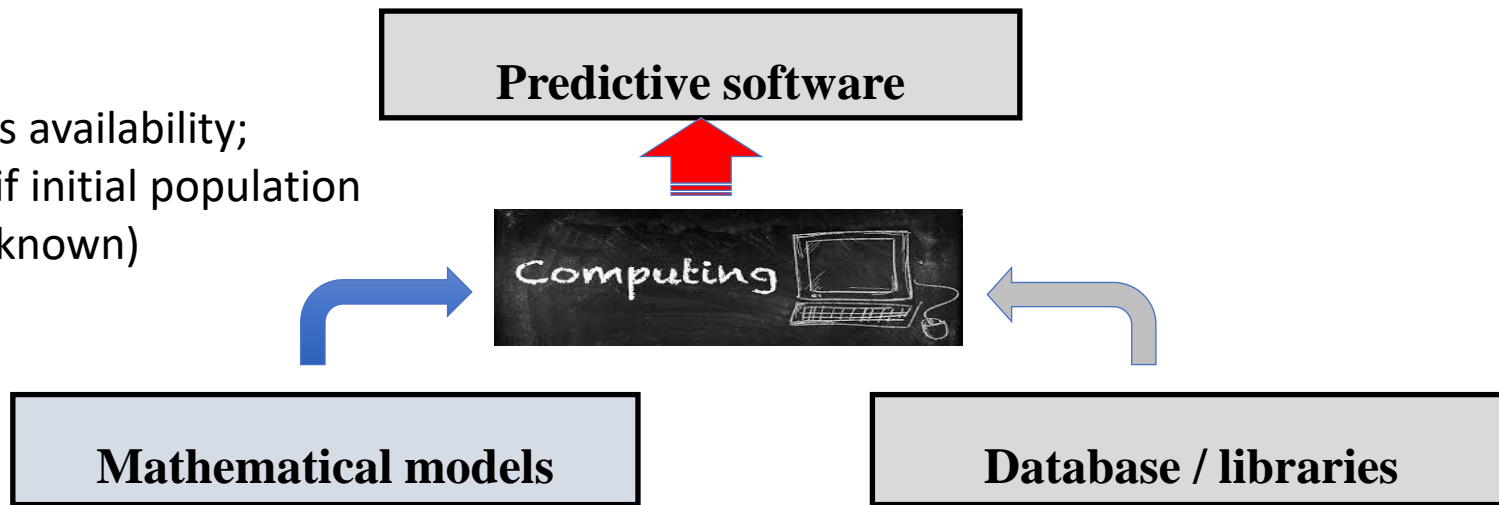 Predictive software
s availability;
if initial population
known)
Computing
Mathematical models
Database / libraries